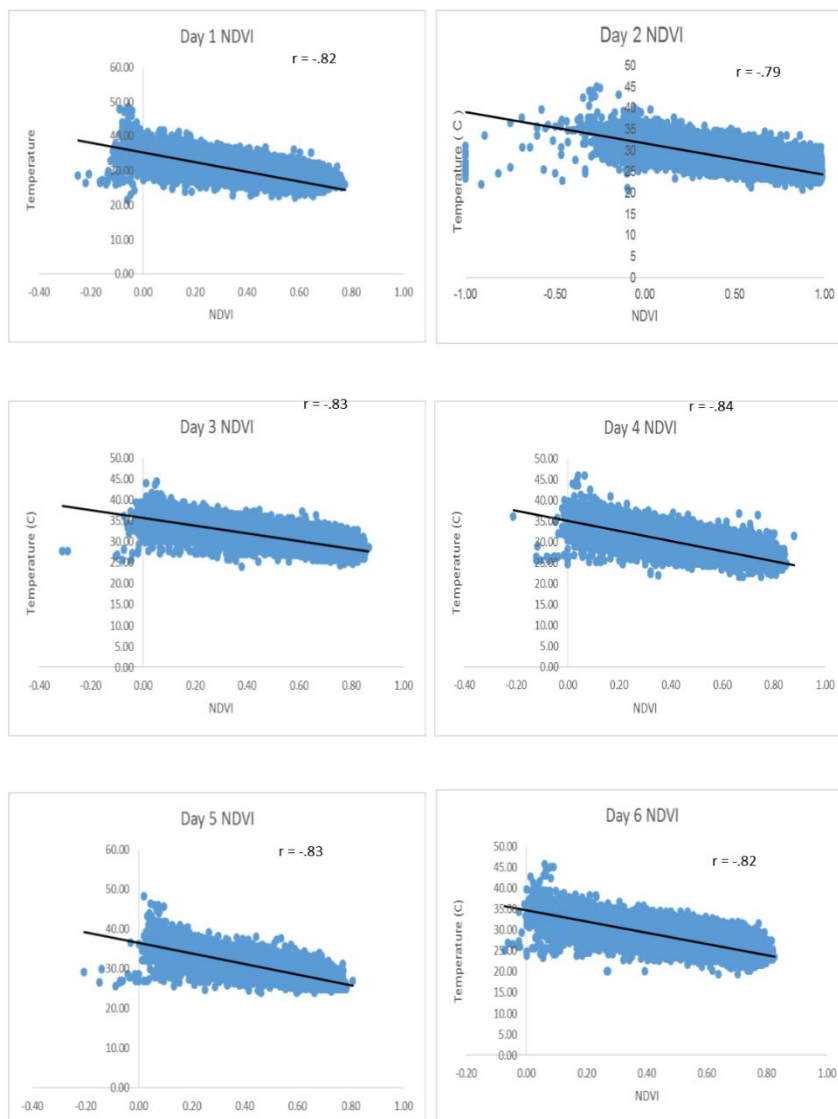 Day 1 NDVI
r = -.82
60.00
50.00
40.00
30.00
20.00
10.00
0.00
-0.40 -0.20 0.00 0.20 0.40 0.60 0.80 1.00
NDVI
Temperature
Day 2 NDVI
r = -.79
50
45
40
35
30
25
20
15
10
5
0
-1.00 -0.50 0.00 0.50 1.00
NDVI
Temperature ( C )
r = -.83
Day 3 NDVI
50.00
45.00
40.00
35.00
30.00
25.00
20.00
15.00
10.00
5.00
0.00
-0.40 -0.20 0.00 0.20 0.40 0.60 0.80 1.00
NDVI
Temperature (C)
r = -.84
Day 4 NDVI
50.00
45.00
40.00
35.00
30.00
25.00
20.00
15.00
10.00
5.00
0.00
-0.40 -0.20 0.00 0.20 0.40 0.60 0.80 1.00
NDVI
Temperature (C)
Day 5 NDVI
r = -.83
60.00
50.00
40.00
30.00
20.00
10.00
0.00
-0.40 -0.20 0.00 0.20 0.40 0.60 0.80 1.00
NDVI
Temperature (C)
Day 6 NDVI
r = -.82
50.00
45.00
40.00
35.00
30.00
25.00
20.00
15.00
10.00
5.00
0.00
-0.20 0.00 0.20 0.40 0.60 0.80 1.00
NDVI
Temperature (C)